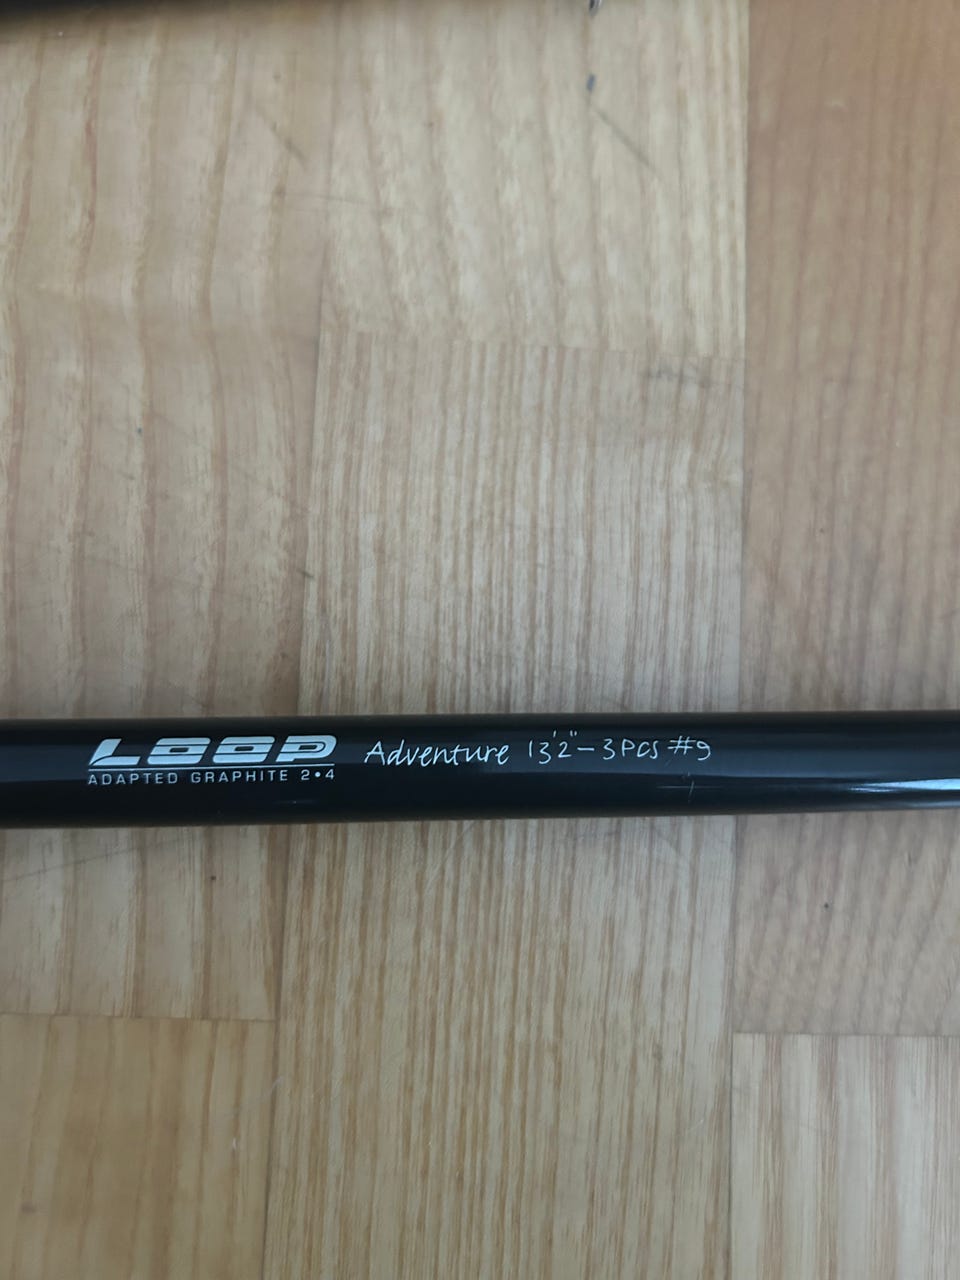 LOOP Adventure 13'2"-3PCS #9
ADAPTED GRAPHITE 2•4